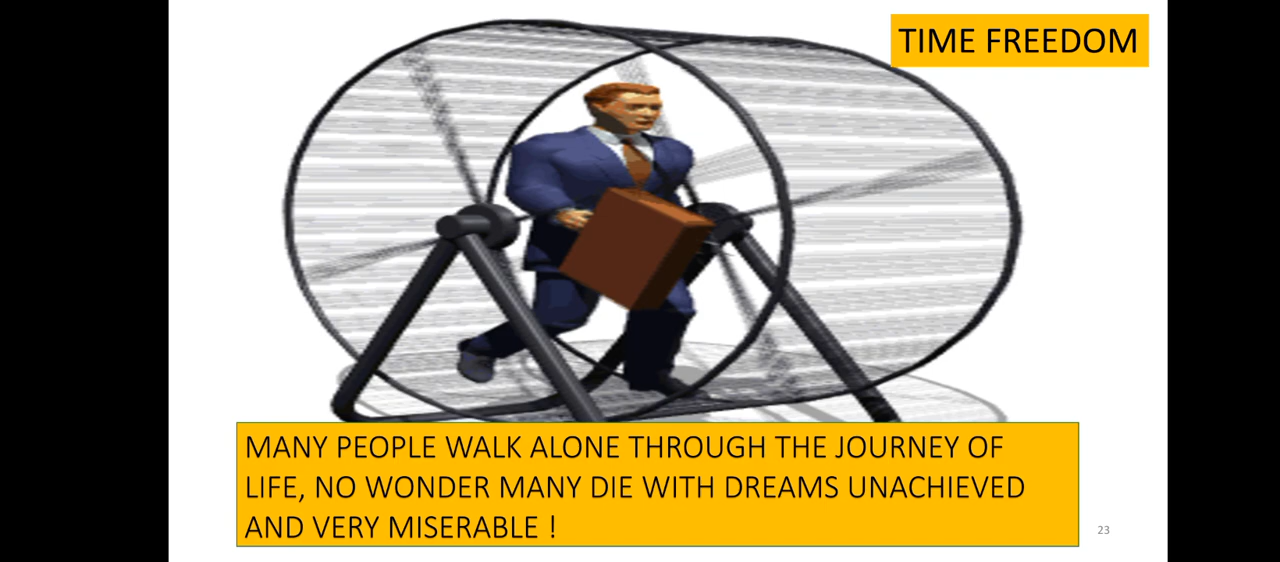 TIME FREEDOM
MANY PEOPLE WALK ALONE THROUGH THE JOURNEY OF
LIFE, NO WONDER MANY DIE WITH DREAMS UNACHIEVED
AND VERY MISERABLE !
23